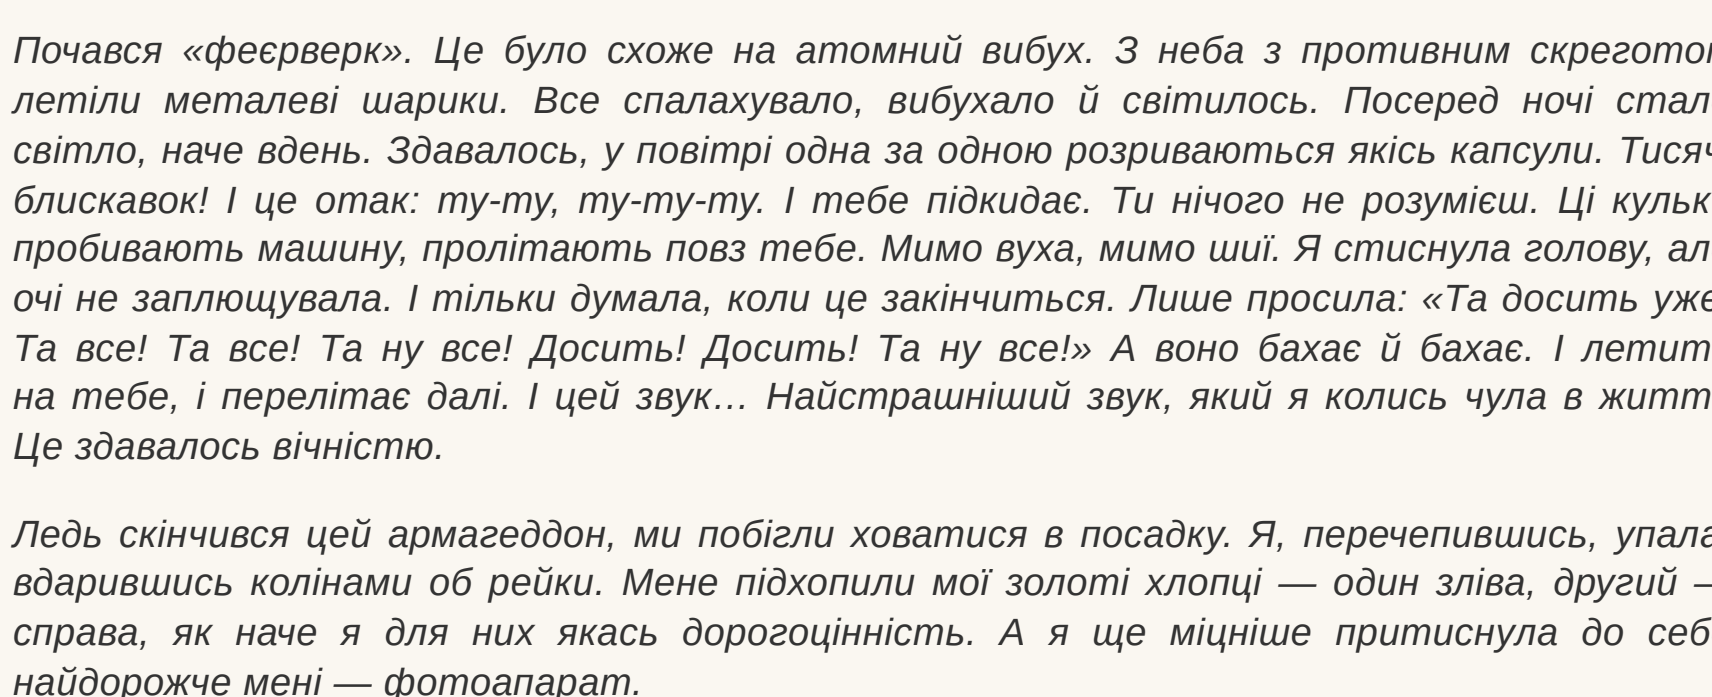 Почався «феєрверк». Це було схоже на атомний вибух. З неба з противним скрегото
летіли металеві шарики. Все спалахувало, вибухало й світилось. Посеред ночі стал
світло, наче вдень. Здавалось, у повітрі одна за одною розриваються якісь капсули. Тисяч
блискавок! І це отак: ту-ту, ту-ту-ту. І тебе підкидає. Ти нічого не розумієш. Ці кульк
пробивають машину, пролітають повз тебе. Мимо вуха, мимо шиї. Я стиснула голову, ал
очі не заплющувала. І тільки думала, коли це закінчиться. Лише просила: «Та досить уже
Та все! Та все! Та ну все! Досить! Досить! Та ну все!» А воно бахає й бахає. І летит
на тебе, і перелітає далі. І цей звук… Найстрашніший звук, який я колись чула в житт
Це здавалось вічністю.
Ледь скінчився цей армагеддон, ми побігли ховатися в посадку. Я, перечепившись, упала
вдарившись колінами об рейки. Мене підхопили мої золоті хлопці — один зліва, другий —
справа, як наче я для них якась дорогоцінність. А я ще міцніше притиснула до себ
найдорожче мені — фотоапарат.